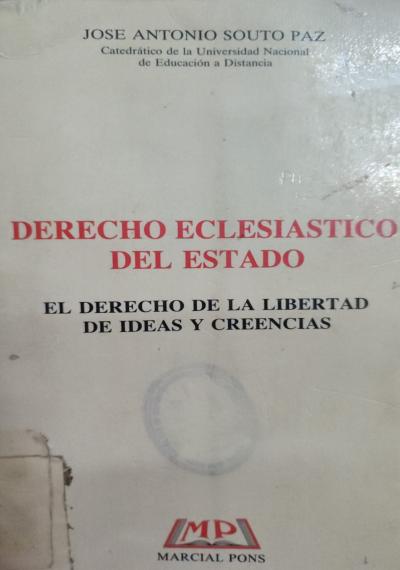 JOSE ANTONIO SOUTO PAZ
Catedrático de la Universidad Nacional
de Educación a Distancia
DERECHO ECLESIASTICO
DEL ESTADO
EL DERECHO DE LA LIBERTAD
DE IDEAS Y CREENCIAS
MP
MARCIAL PONS